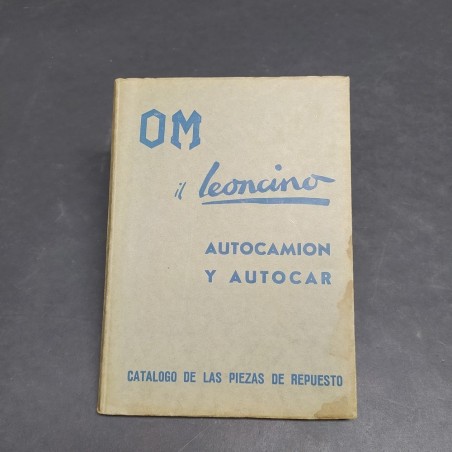 OM
il leoncino
AUTOCAMION
Y AUTOCAR
CATALOGO DE LAS PIEZAS DE REPUESTO